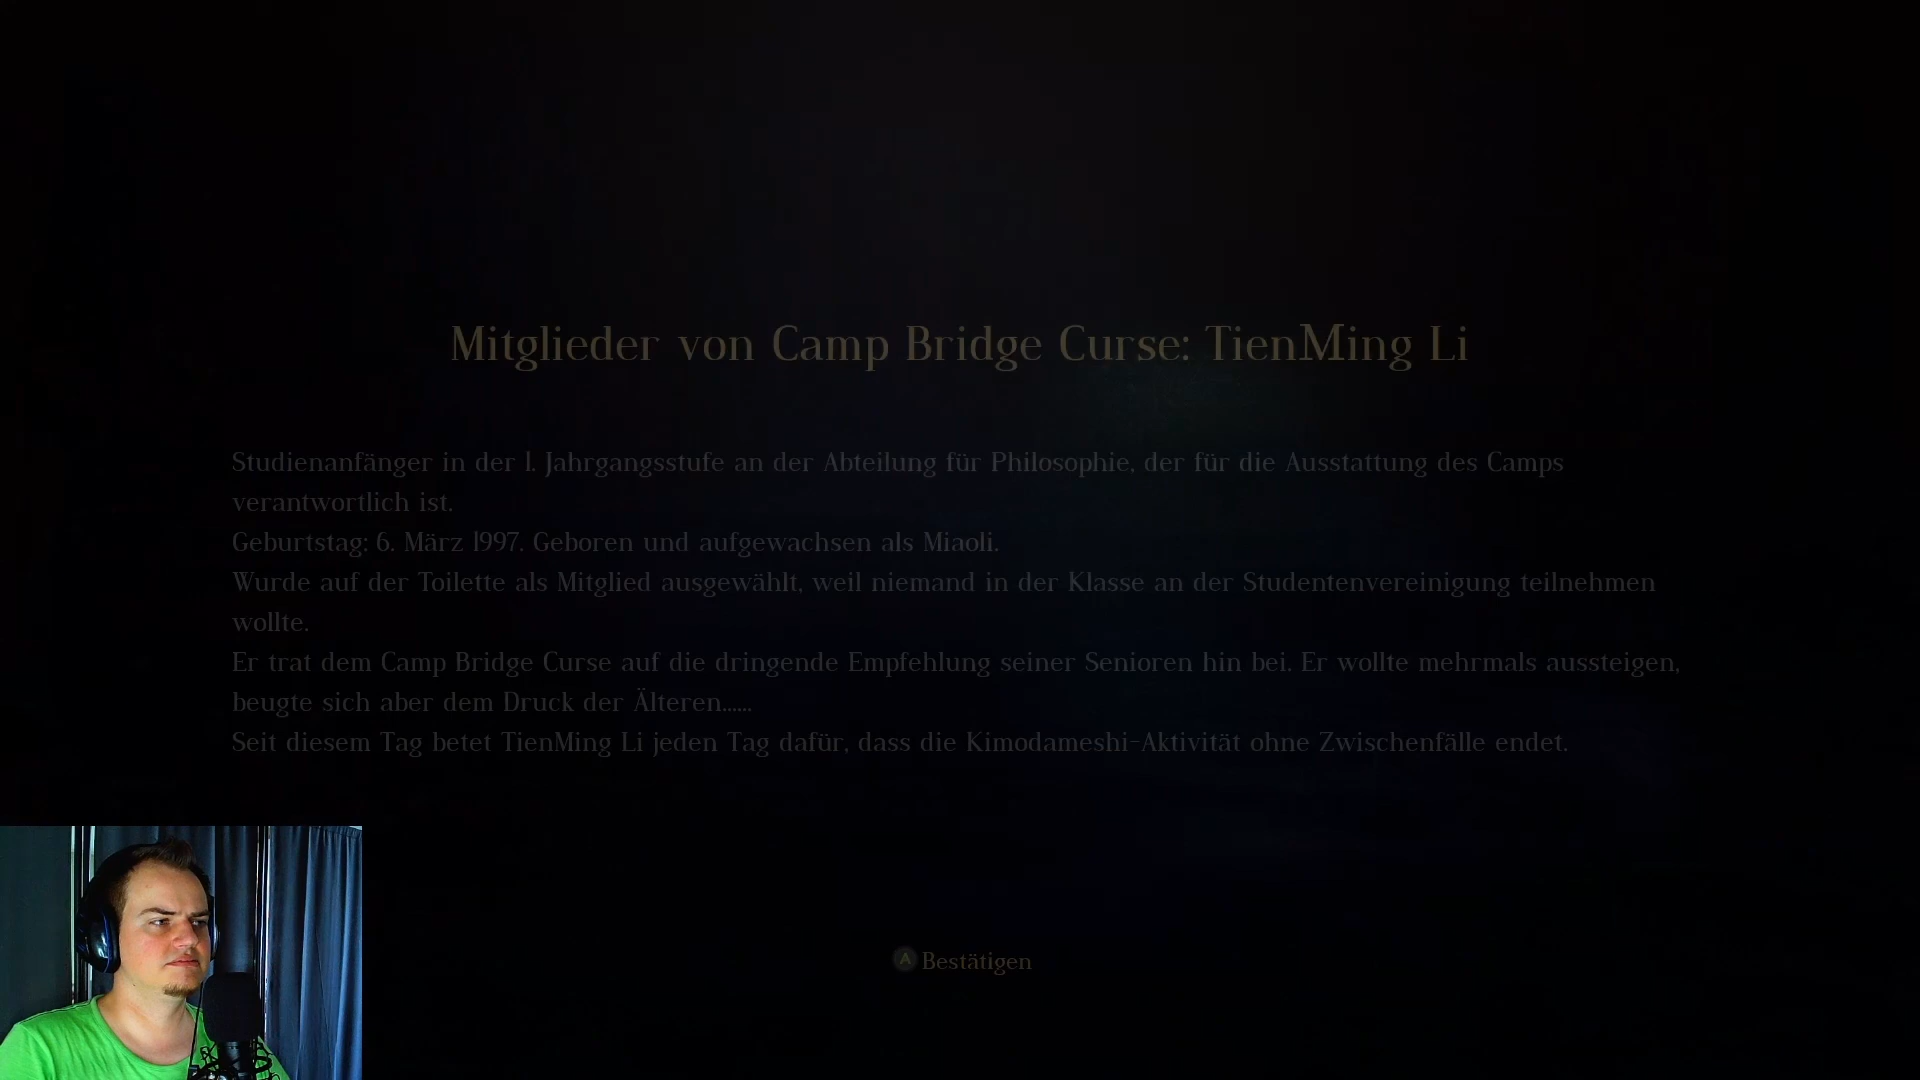 Mitglieder von Camp Bridge Curse: TienMing Li
Studienanfänger in der 1. Jahrgangsstufe an der Abteilung für Philosophie, der für die Ausstattung des Camps
verantwortlich ist.
Geburtstag: 6. März 1997. Geboren und aufgewachsen als Miaoli.
Wurde auf der Toilette als Mitglied ausgewählt, weil niemand in der Klasse an der Studentenvereinigung teilnehmen
wollte.
Er trat dem Camp Bridge Curse auf die dringende Empfehlung seiner Senioren hin bei. Er wollte mehrmals aussteigen,
beugte sich aber dem Druck der Älteren......
Seit diesem Tag betet TienMing Li jeden Tag dafür, dass die Kimodameshi-Aktivität ohne Zwischenfälle endet.
A Bestätigen